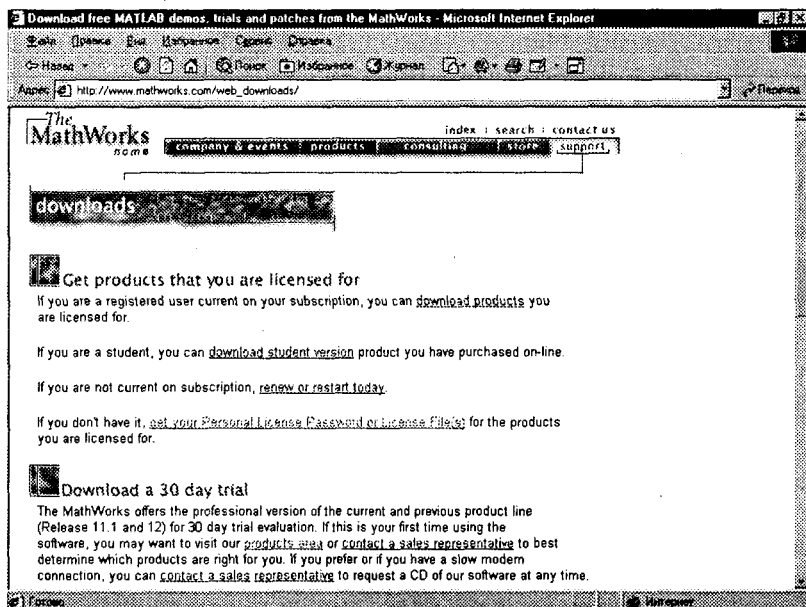 Download free MATLAB demos, trials and patches from the MathWorks - Microsoft Internet Explorer
Файл Правка Вид Избранное Сервис Справка
Назад Поиск Избранное Журнал
Адрес http://www.mathworks.com/web_downloads/ Переход
The
MathWorks
home
index : search : contact us
company & events : products : consulting : store : support
downloads
Get products that you are licensed for
If you are a registered user current on your subscription, you can download products you
are licensed for.
If you are a student, you can download student version product you have purchased on-line.
If you are not current on subscription, renew or restart today.
If you don't have it, get your Personal License Password or License File(s) for the products
you are licensed for.
Download a 30 day trial
The MathWorks offers the professional version of the current and previous product line
(Release 11.1 and 12) for 30 day trial evaluation. If this is your first time using the
software, you may want to visit our products area or contact a sales representative to best
determine which products are right for you. If you prefer or if you have a slow modem
connection, you can contact a sales representative to request a CD of our software at any time.
Готово Интернет